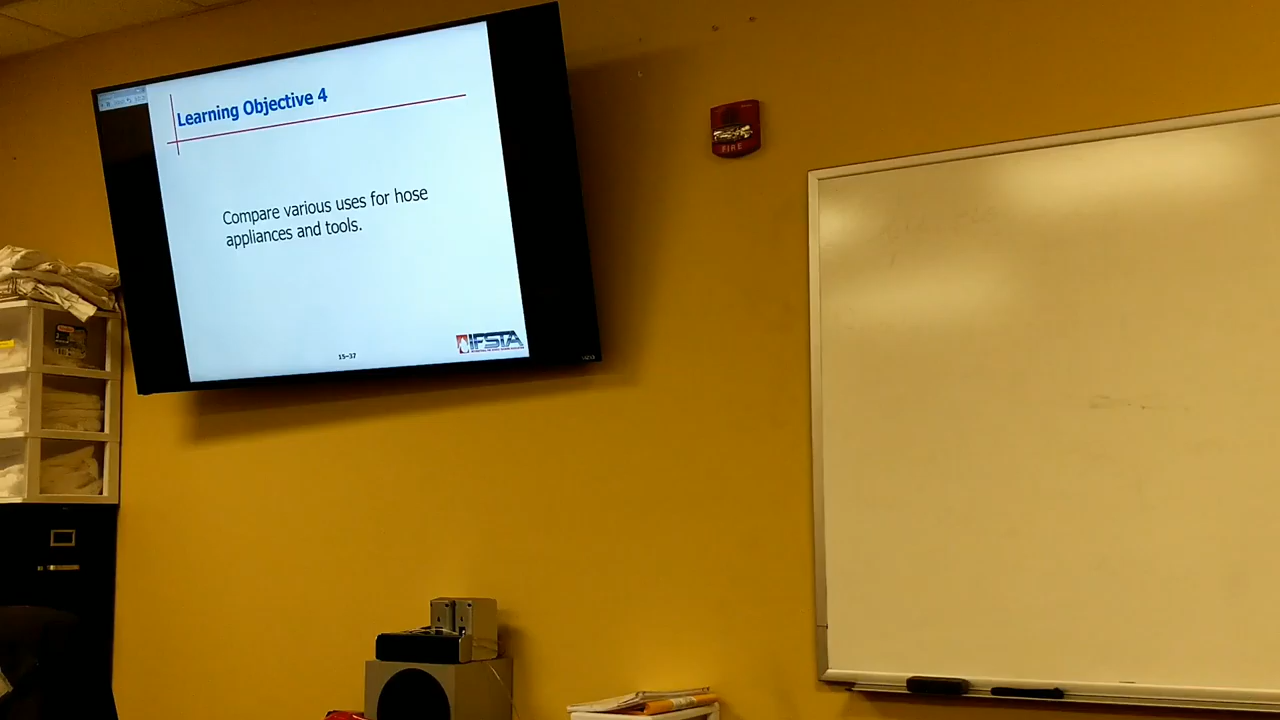 Learning Objective 4
Compare various uses for hose
appliances and tools.
15-37
IFSTA
FIRE